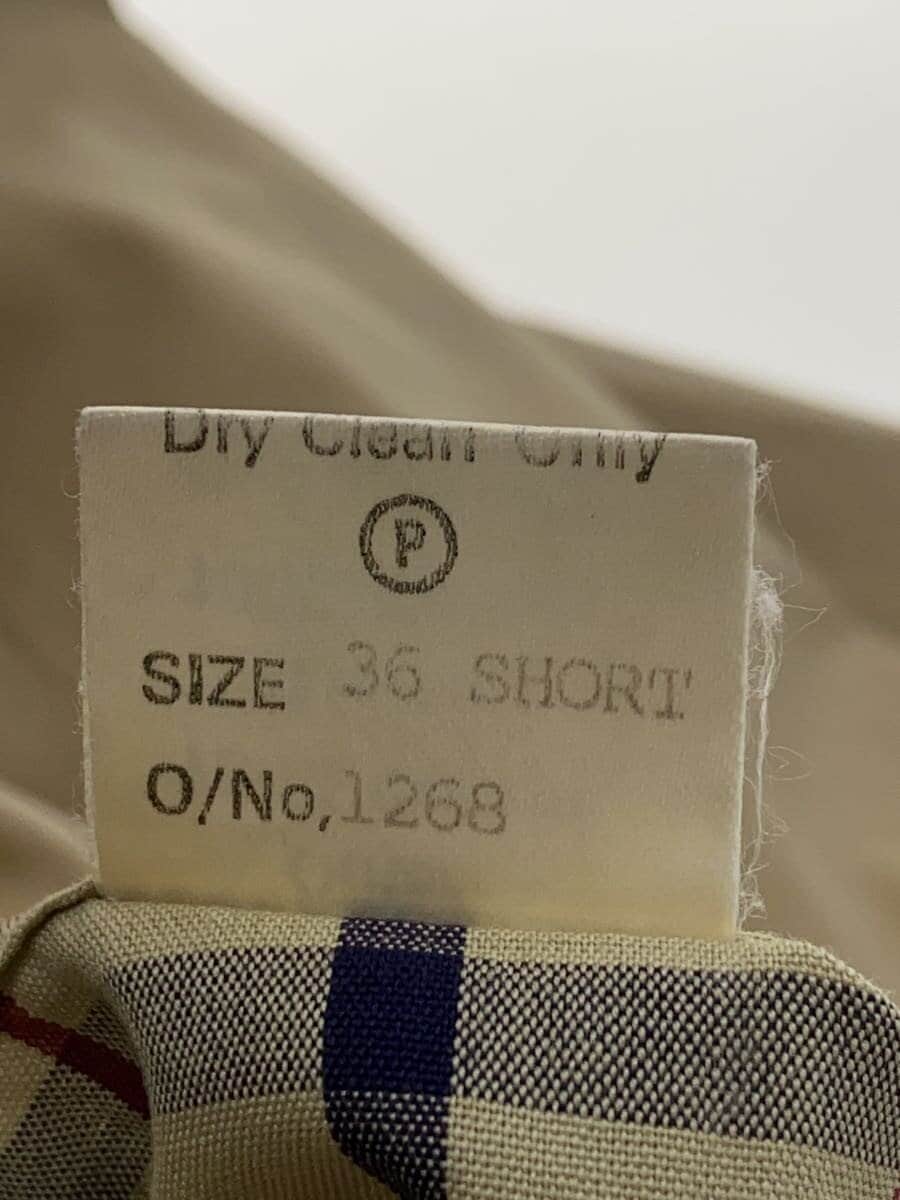 Dry Clean Only
P
SIZE 36 SHORT
O/No,1268